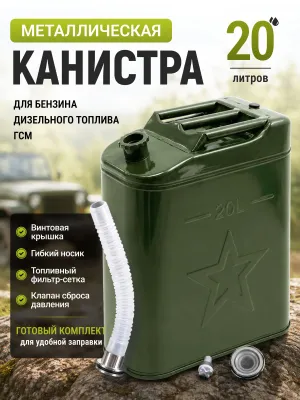 МЕТАЛЛИЧЕСКАЯ
КАНИСТРА
20
ЛИТРОВ
ДЛЯ БЕНЗИНА
ДИЗЕЛЬНОГО ТОПЛИВА
ГСМ
20L
Винтовая
крышка
Гибкий носик
Топливный
фильтр-сетка
Клапан сброса
давления
ГОТОВЫЙ КОМПЛЕКТ
для удобной заправки